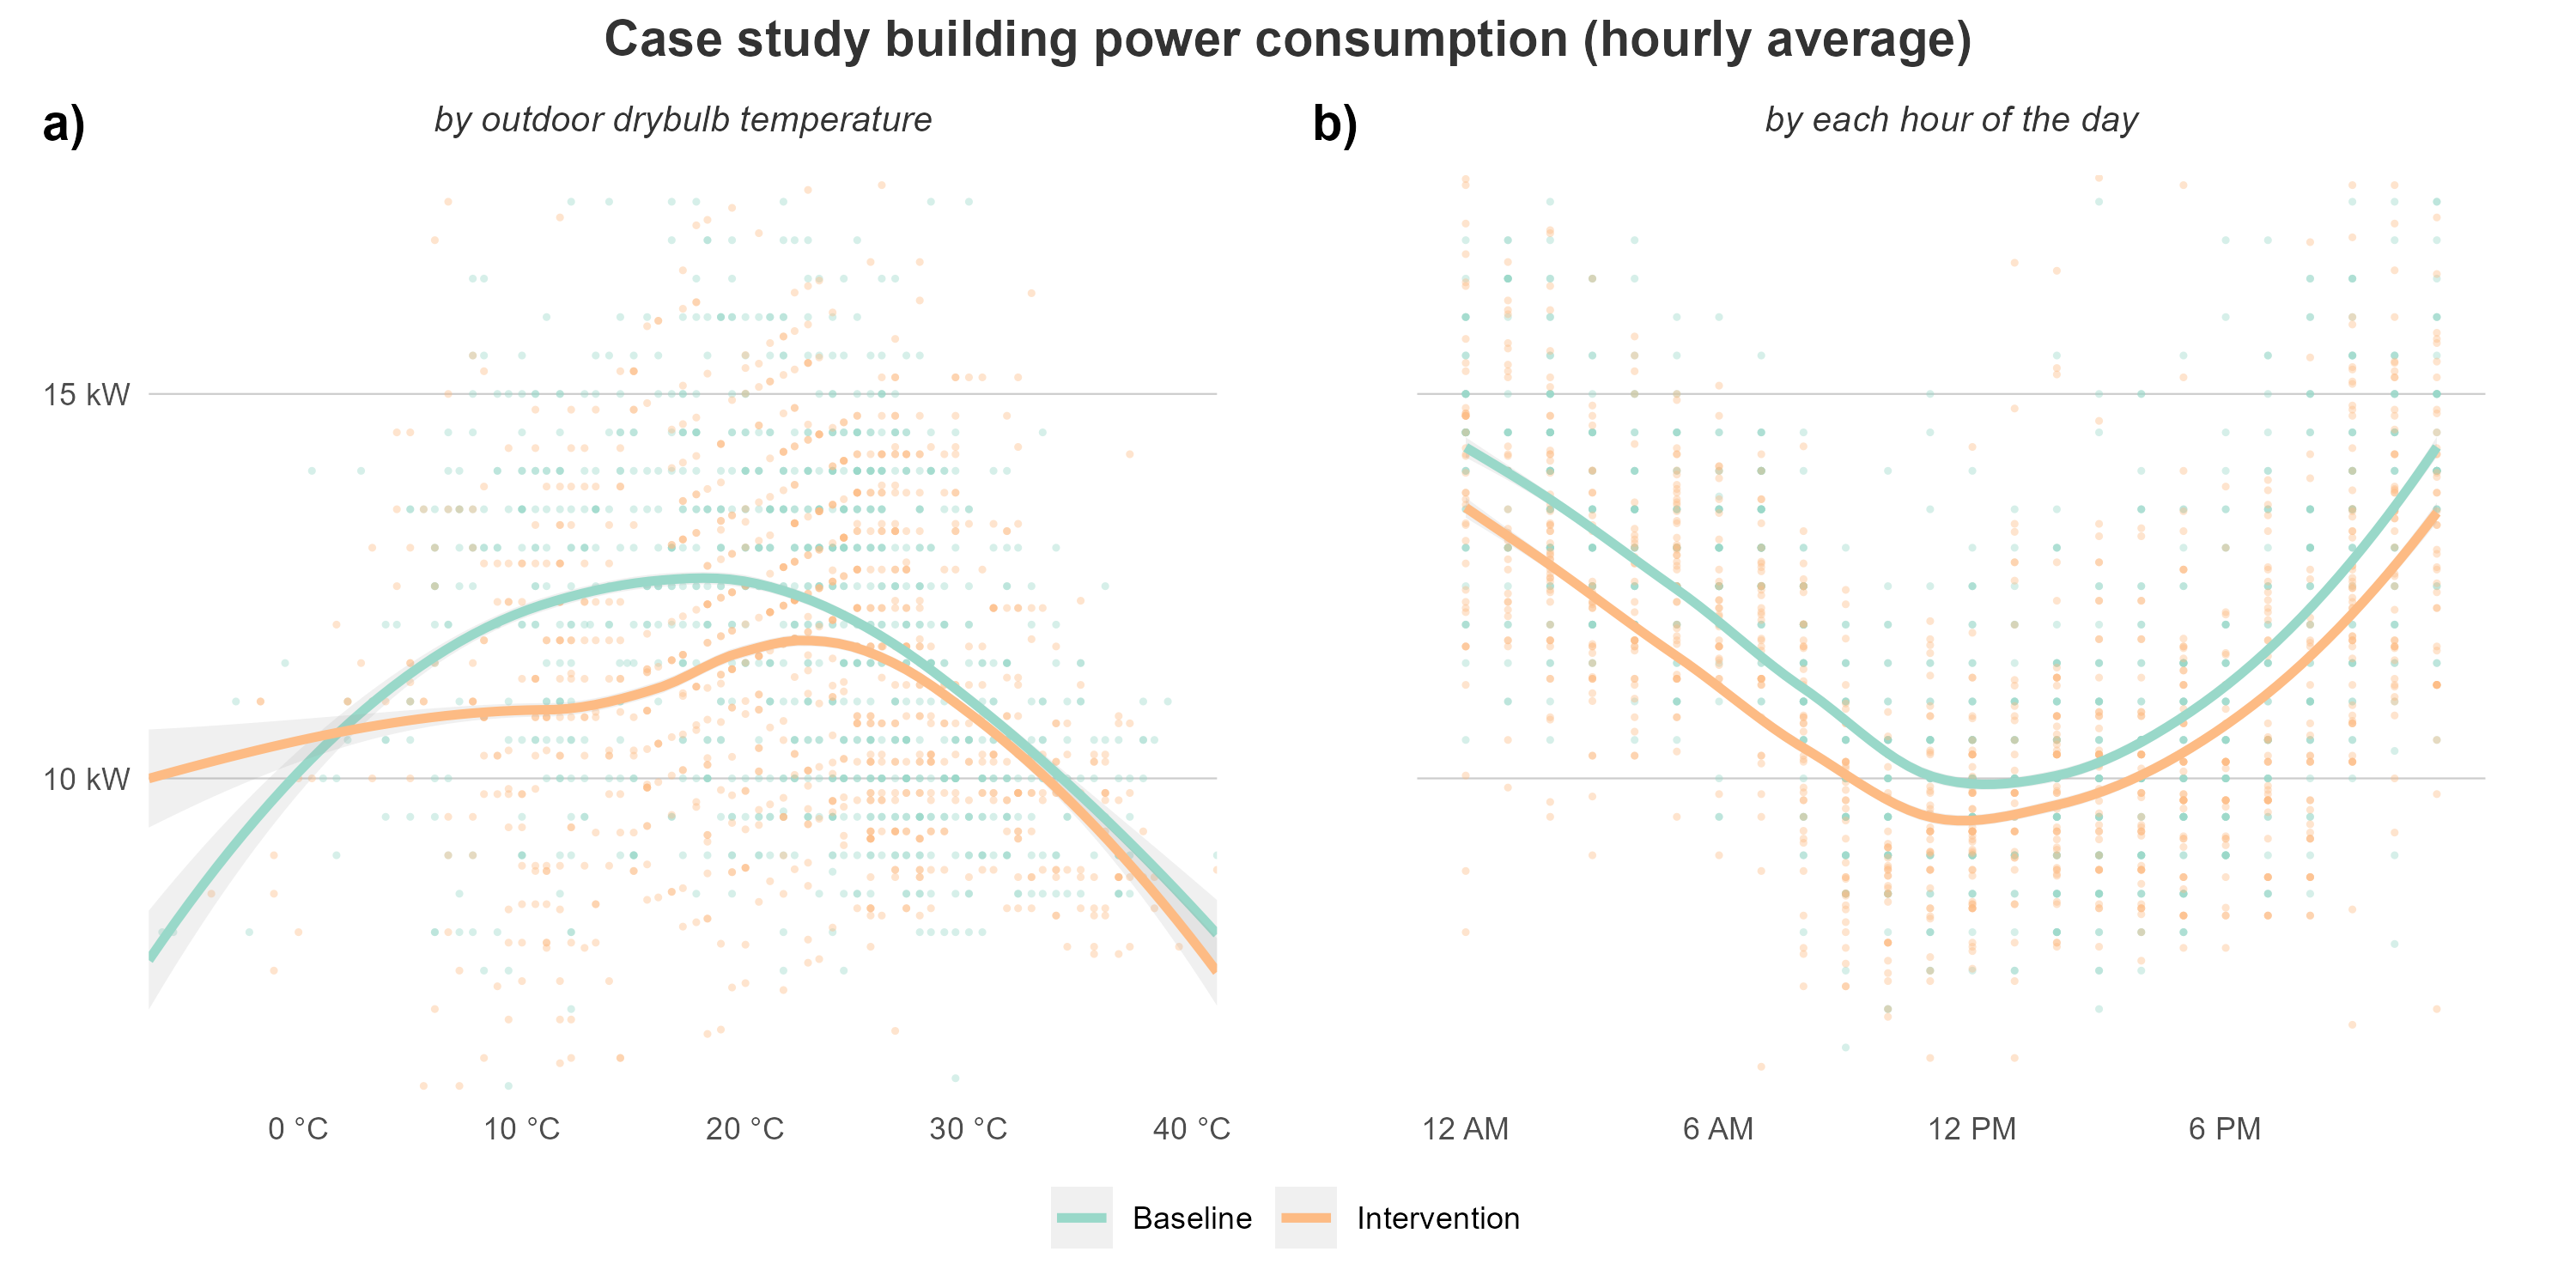 Case study building power consumption (hourly average)
a)
by outdoor drybulb temperature
b)
by each hour of the day
15 kW
10 kW
0 °C 10 °C 20 °C 30 °C 40 °C
12 AM 6 AM 12 PM 6 PM
Baseline Intervention